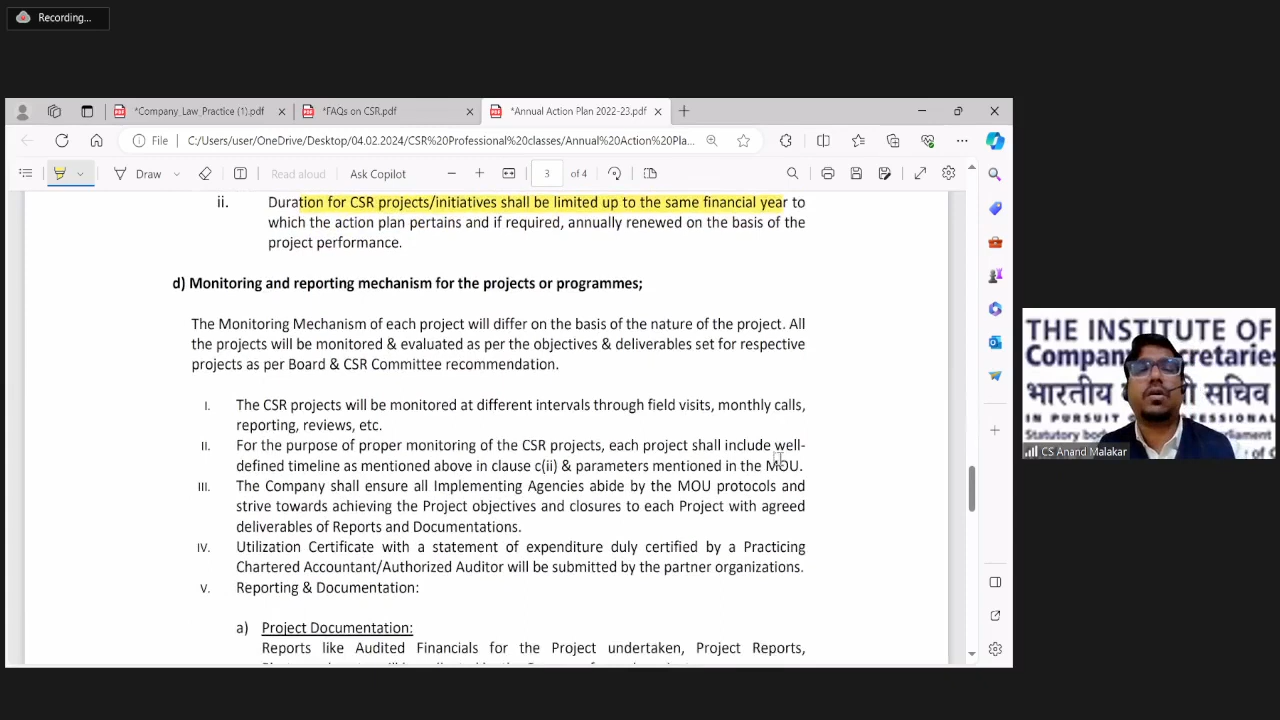 Recording...
*Company_Law_Practice (1).pdf
*FAQs on CSR.pdf
*Annual Action Plan 2022-23.pdf
File
C:/Users/user/OneDrive/Desktop/04.02.2024/CSR%20Professional%20classes/Annual%20Action%20Pla...
Draw
Read aloud
Ask Copilot
3 of 4
ii. Duration for CSR projects/initiatives shall be limited up to the same financial year to
which the action plan pertains and if required, annually renewed on the basis of the
project performance.
d) Monitoring and reporting mechanism for the projects or programmes;
The Monitoring Mechanism of each project will differ on the basis of the nature of the project. All
the projects will be monitored & evaluated as per the objectives & deliverables set for respective
projects as per Board & CSR Committee recommendation.
I. The CSR projects will be monitored at different intervals through field visits, monthly calls,
reporting, reviews, etc.
II. For the purpose of proper monitoring of the CSR projects, each project shall include well-
defined timeline as mentioned above in clause c(ii) & parameters mentioned in the MOU.
III. The Company shall ensure all Implementing Agencies abide by the MOU protocols and
strive towards achieving the Project objectives and closures to each Project with agreed
deliverables of Reports and Documentations.
IV. Utilization Certificate with a statement of expenditure duly certified by a Practicing
Chartered Accountant/Authorized Auditor will be submitted by the partner organizations.
V. Reporting & Documentation:
a) Project Documentation:
Reports like Audited Financials for the Project undertaken, Project Reports,
THE INSTITUTE OF
Company
भारतीय सचिव
IN PURSUIT OF
Statutory
CS Anand Malakar